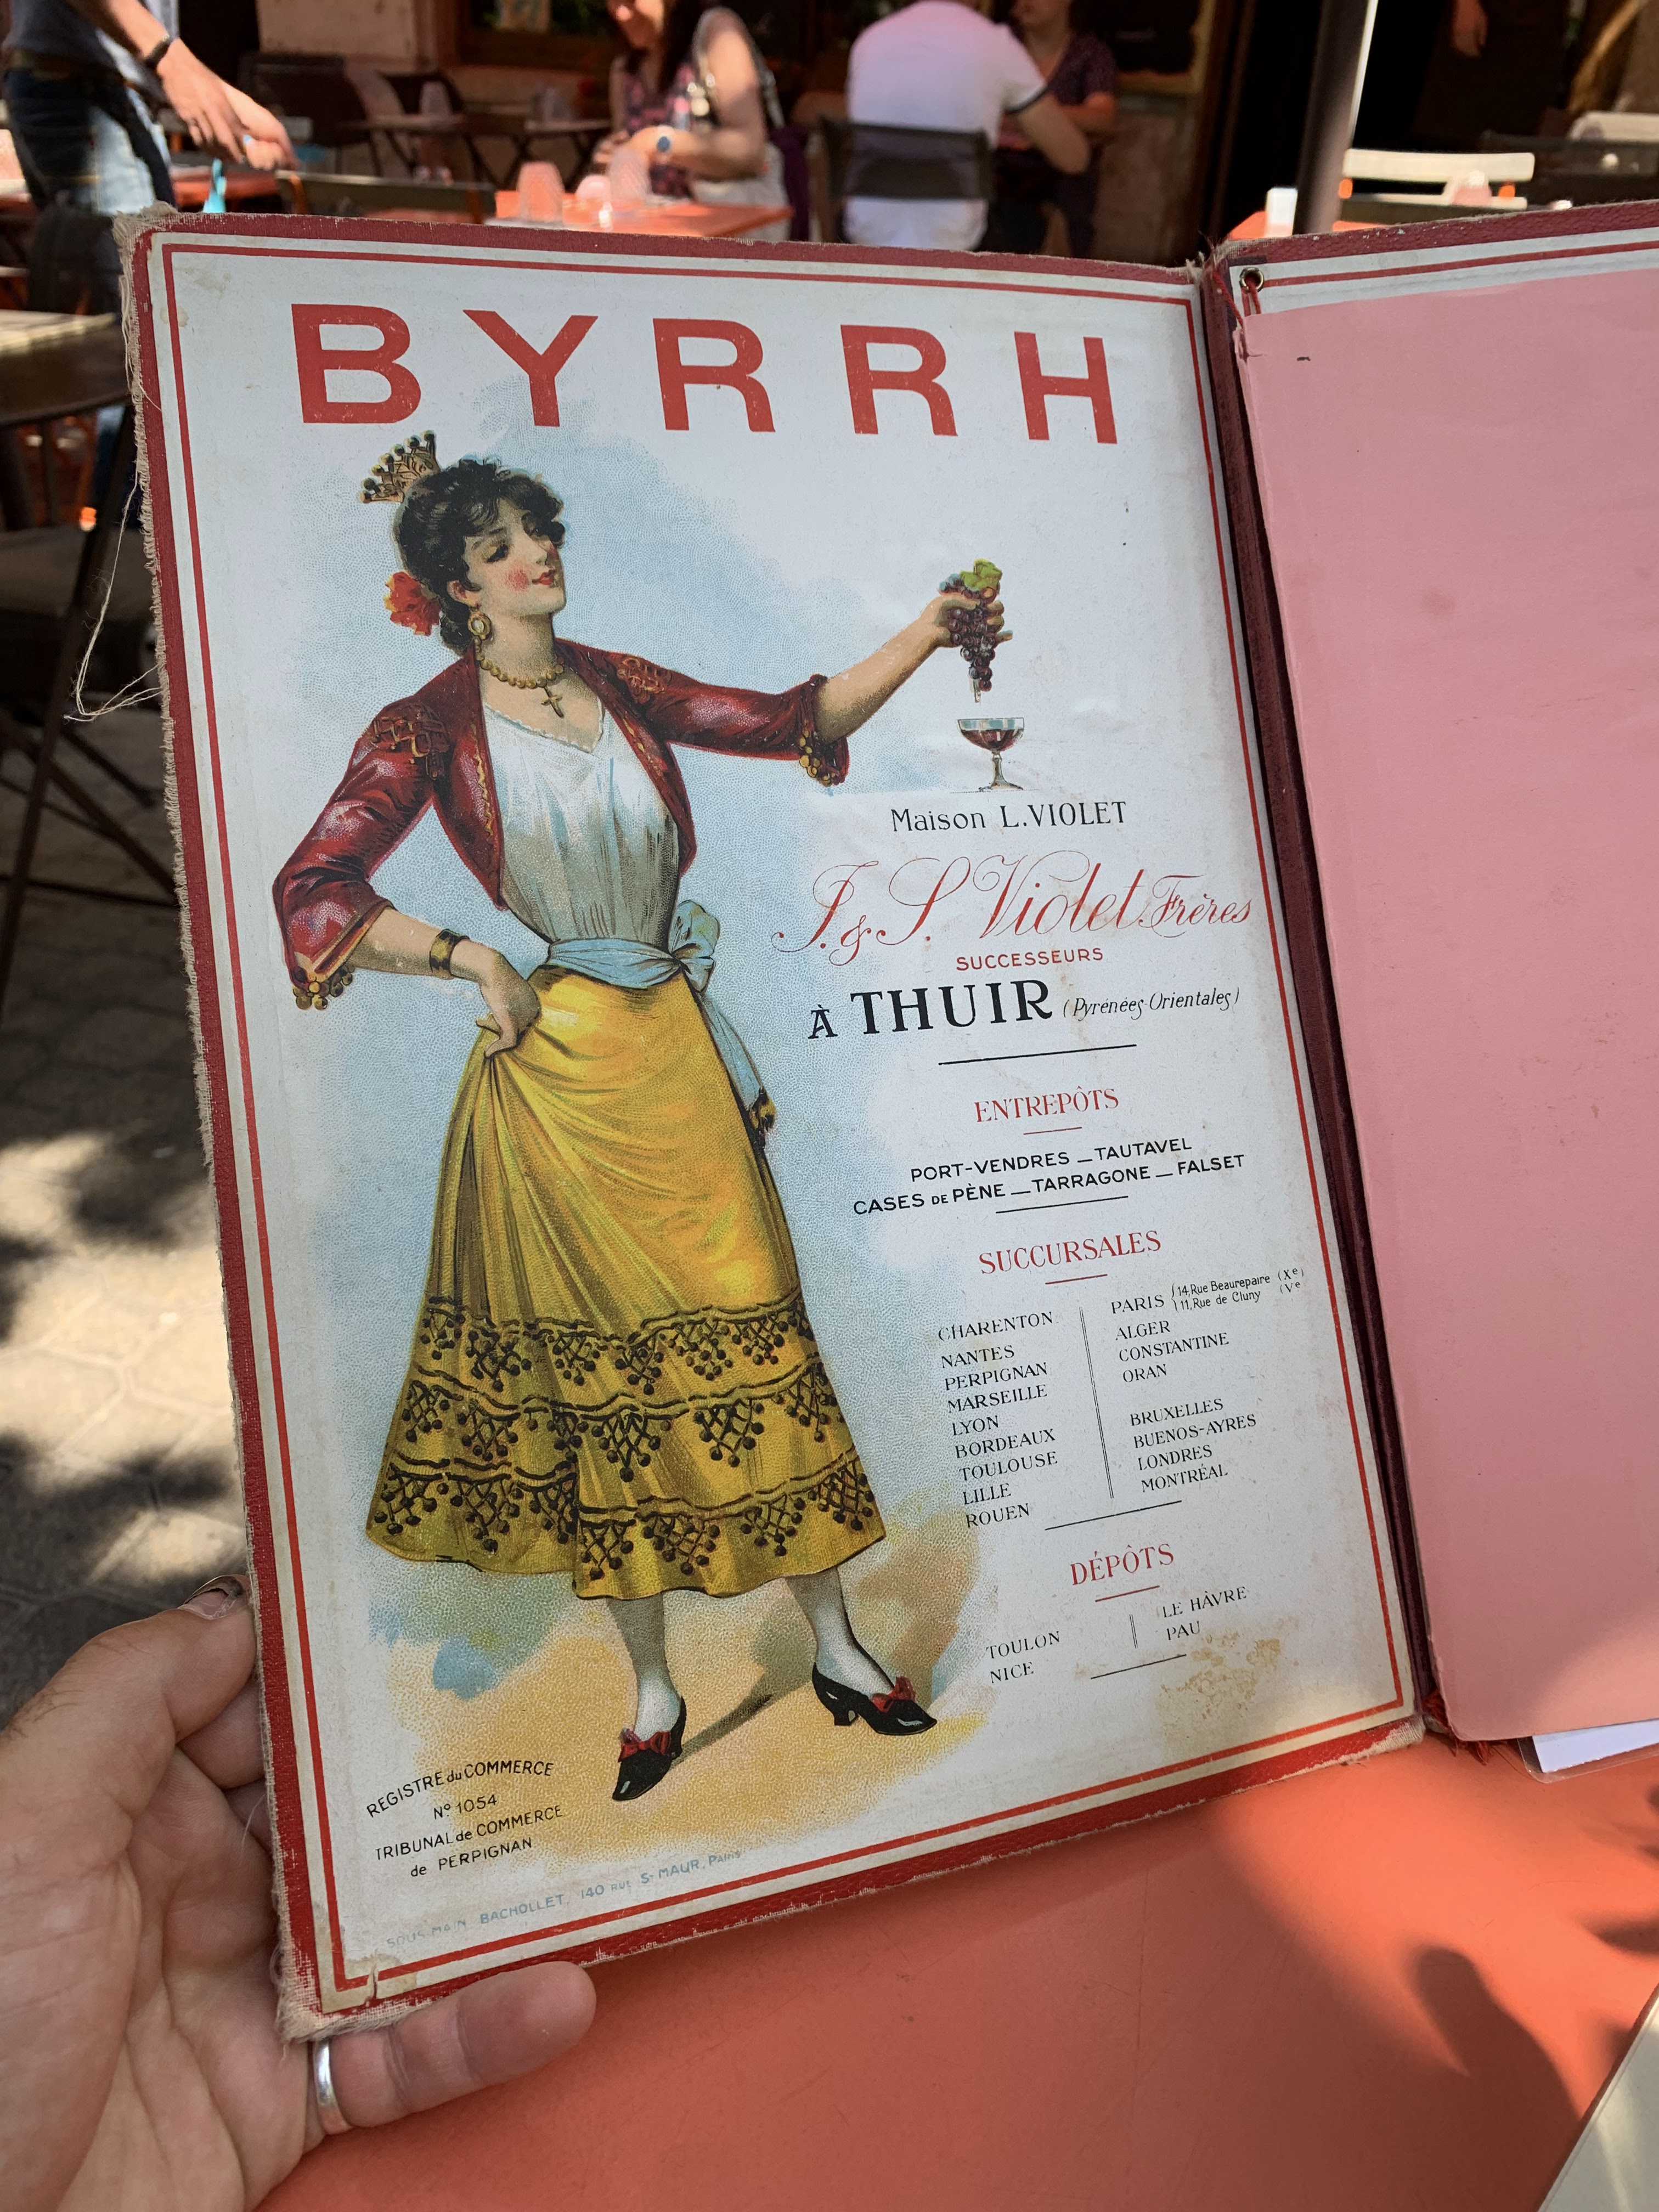 BYRRH
Maison L. VIOLET
J. & S. Violet Frères
SUCCESSEURS
À THUIR (Pyrénées-Orientales)
ENTREPÔTS
PORT-VENDRES _ TAUTAVEL
CASES DE PÈNE _ TARRAGONE _ FALSET
SUCCURSALES
CHARENTON
NANTES
PERPIGNAN
MARSEILLE
LYON
BORDEAUX
TOULOUSE
LILLE
ROUEN
PARIS 14, Rue Beaurepaire (Xe)
11, Rue de Cluny (Ve
ALGER
CONSTANTINE
ORAN
BRUXELLES
BUENOS-AYRES
LONDRES
MONTRÉAL
DÉPÔTS
TOULON
NICE
LE HÂVRE
PAU
REGISTRE du COMMERCE
No 1054
TRIBUNAL de COMMERCE
de PERPIGNAN
SOUS-MAIN BACHOLLET, 140 RUE St MAUR, PARIS